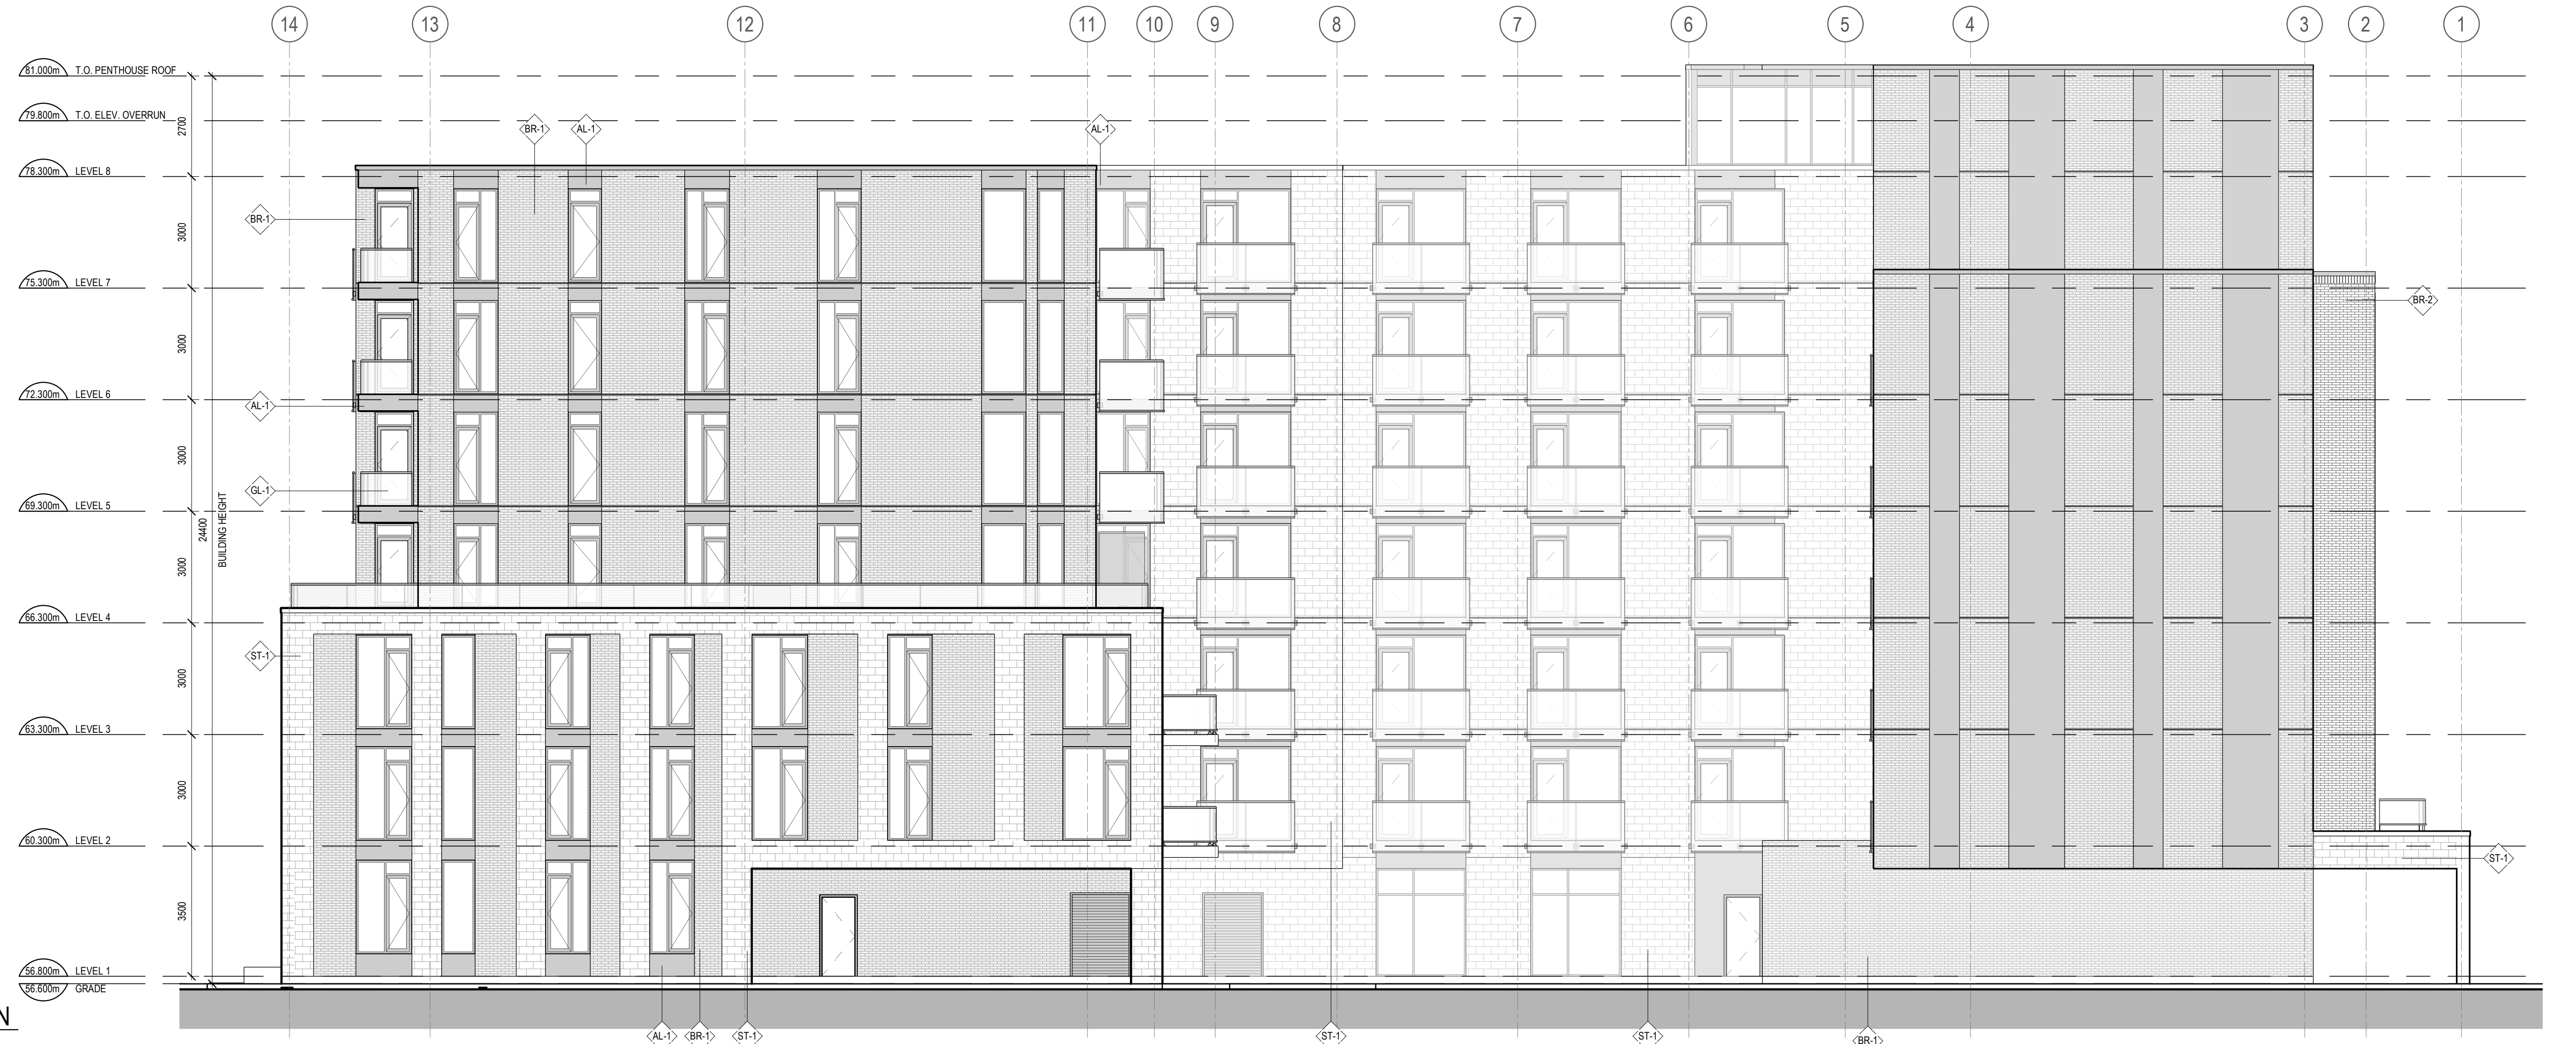 14 13 12 11 10 9 8 7 6 5 4 3 2 1
81.000m T.O. PENTHOUSE ROOF
79.800m T.O. ELEV. OVERRUN
2700
BR-1 AL-1 AL-1
78.300m LEVEL 8
BR-1
3000
75.300m LEVEL 7
BR-2
3000
72.300m LEVEL 6
AL-1
3000
GL-1
69.300m LEVEL 5
24400
BUILDING HEIGHT
3000
66.300m LEVEL 4
ST-1
3000
63.300m LEVEL 3
3000
60.300m LEVEL 2
ST-1
3500
56.800m LEVEL 1
56.600m GRADE
N
AL-1 BR-1 ST-1 ST-1 ST-1 BR-1